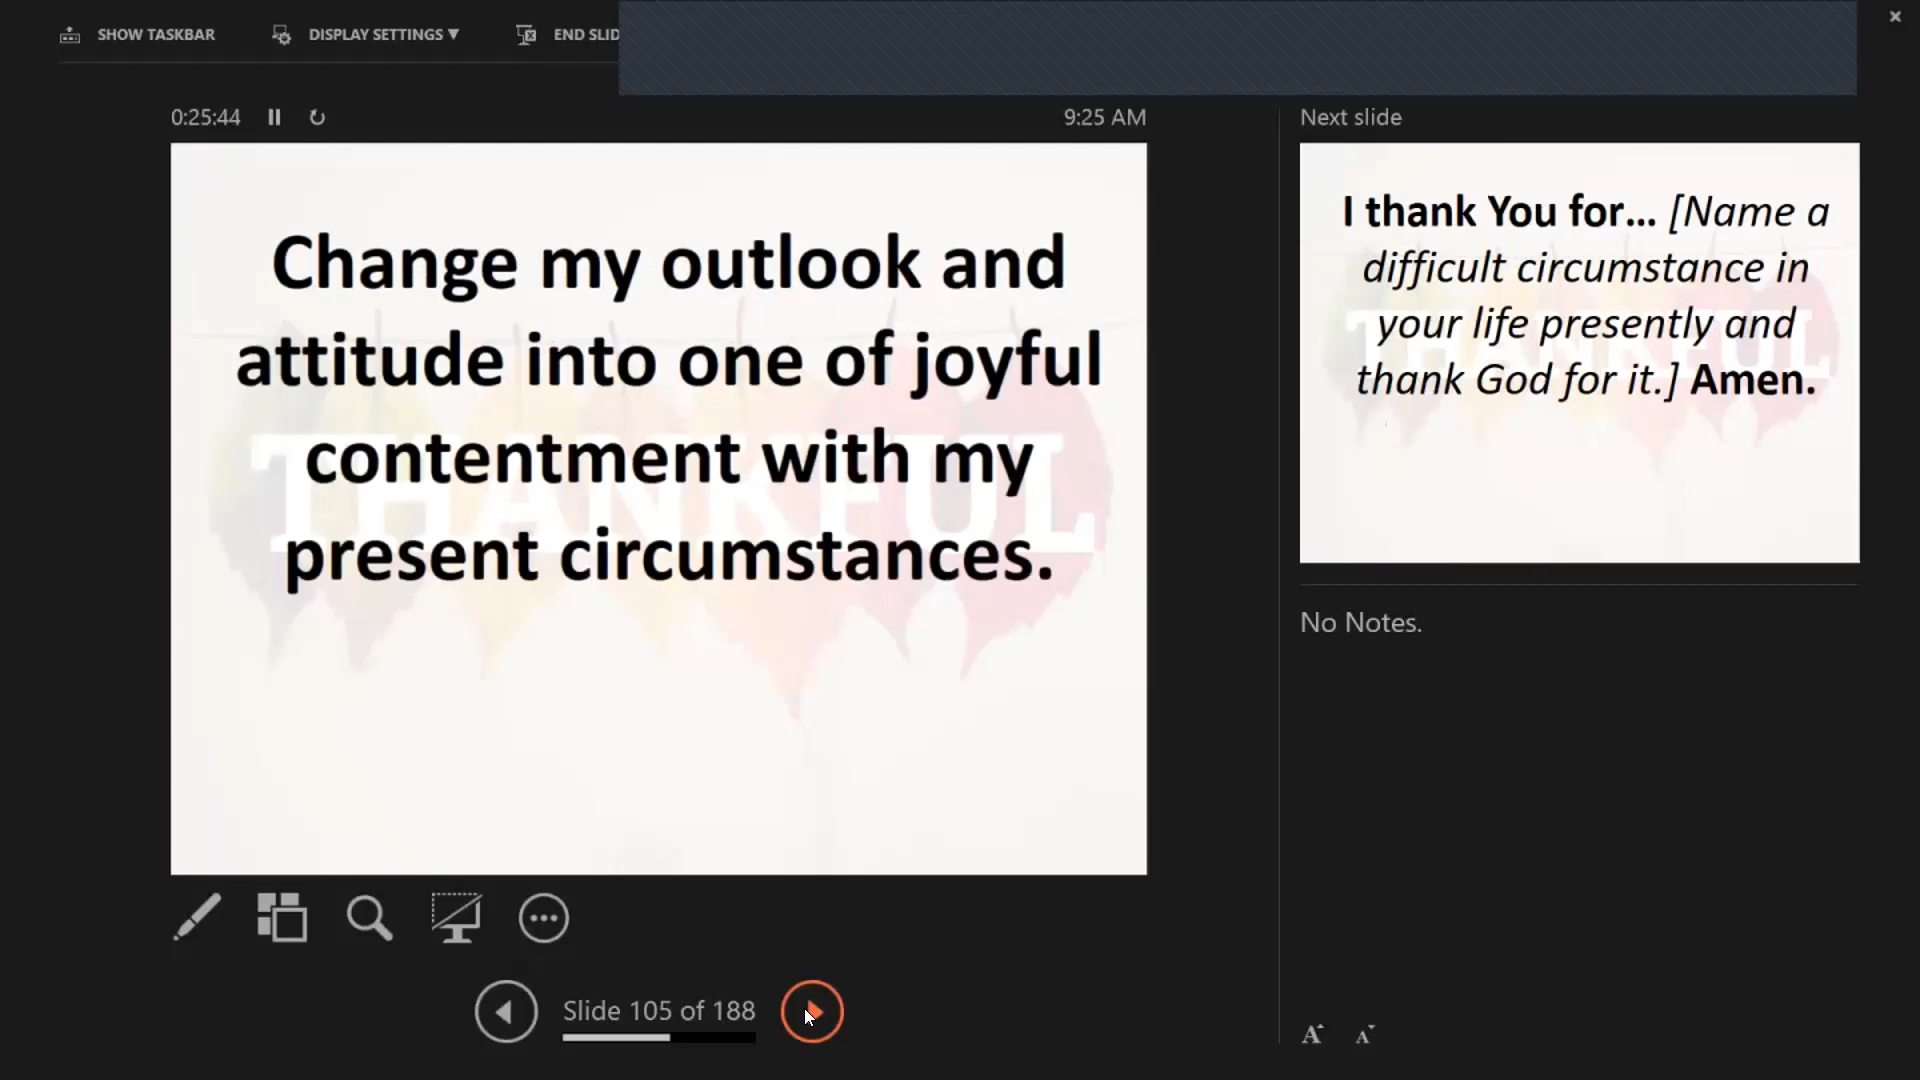 SHOW TASKBAR DISPLAY SETTINGS ▼ END SLID
0:25:44 9:25 AM Next slide
Change my outlook and
attitude into one of joyful
contentment with my
present circumstances.
THANKFUL
I thank You for... [Name a
difficult circumstance in
your life presently and
thank God for it.] Amen.
THANKFUL
No Notes.
Slide 105 of 188
A A